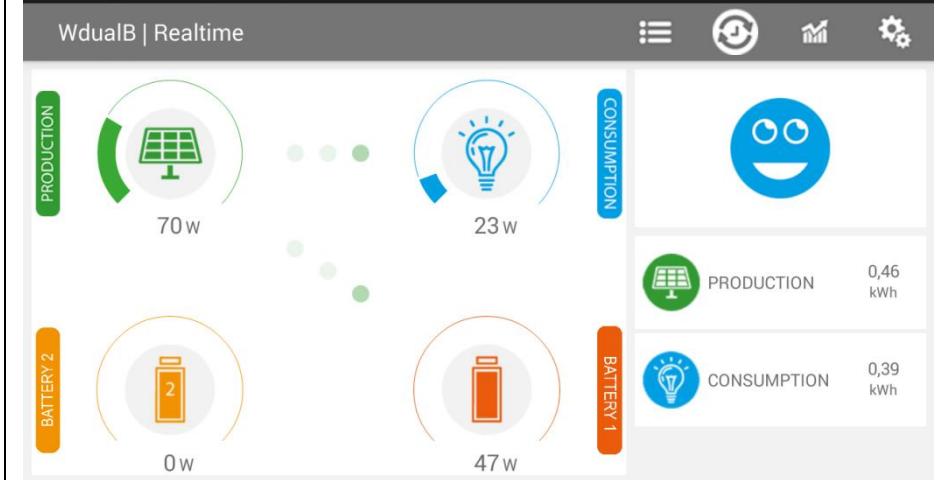 WdualB | Realtime
PRODUCTION
70 W
CONSUMPTION
23 W
BATTERY 2
2
0 W
BATTERY 1
47 W
PRODUCTION
0,46
kWh
CONSUMPTION
0,39
kWh